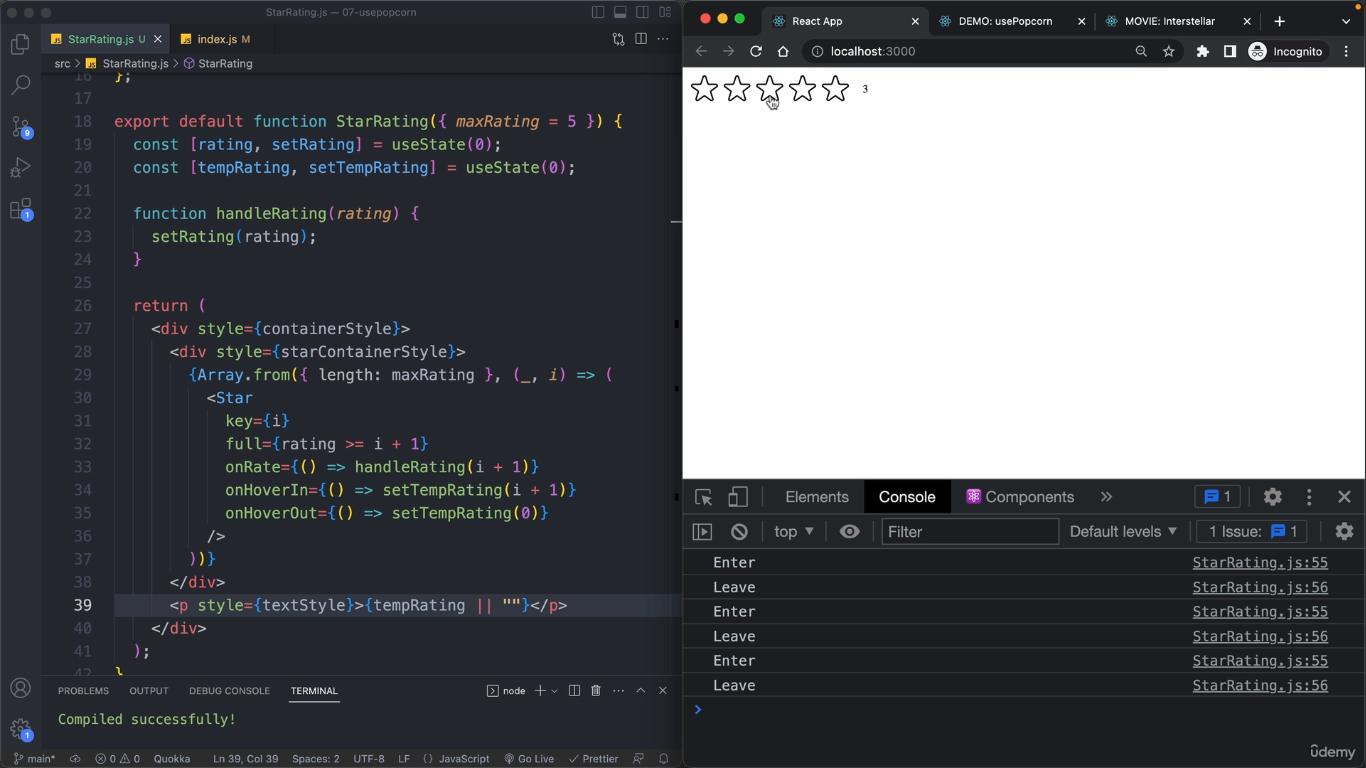 StarRating.js — 07-usepopcorn
JS StarRating.js U
JS index.js M
src > JS StarRating.js > StarRating
16 };
17
18 export default function StarRating({ maxRating = 5 }) {
19 const [rating, setRating] = useState(0);
20 const [tempRating, setTempRating] = useState(0);
21
22 function handleRating(rating) {
23 setRating(rating);
24 }
25
26 return (
27 <div style={containerStyle}>
28 <div style={starContainerStyle}>
29 {Array.from({ length: maxRating }, (_, i) => (
30 <Star
31 key={i}
32 full={rating >= i + 1}
33 onRate={() => handleRating(i + 1)}
34 onHoverIn={() => setTempRating(i + 1)}
35 onHoverOut={() => setTempRating(0)}
36 />
37 ))}
38 </div>
39 <p style={textStyle}>{tempRating || ""}</p>
40 </div>
41 );
42 }
9
1
1
PROBLEMS OUTPUT DEBUG CONSOLE TERMINAL
node
Compiled successfully!
main* 0 0 Quokka Ln 39, Col 39 Spaces: 2 UTF-8 LF {} JavaScript Go Live Prettier
React App
DEMO: usePopcorn
MOVIE: Interstellar
localhost:3000
Incognito
3
Elements Console Components » 1
top Filter Default levels 1 Issue: 1
Enter StarRating.js:55
Leave StarRating.js:56
Enter StarRating.js:55
Leave StarRating.js:56
Enter StarRating.js:55
Leave StarRating.js:56
>
ûdemy